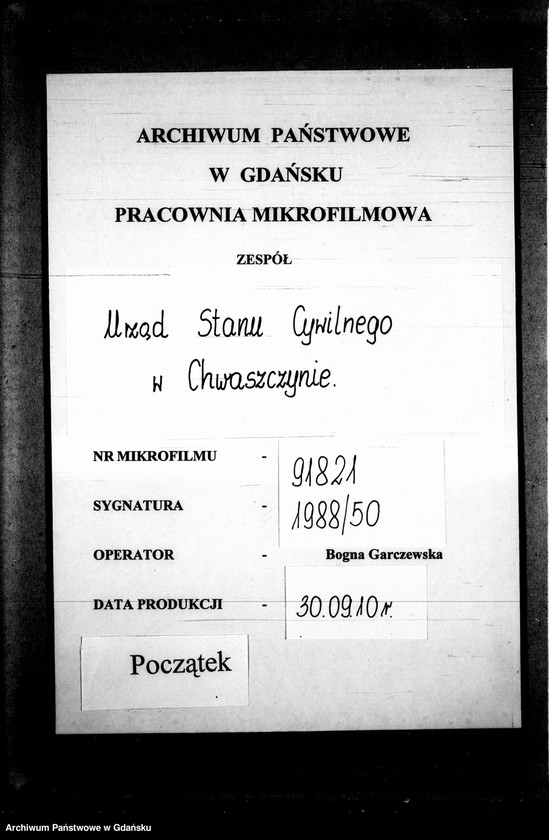 ARCHIWUM PAŃSTWOWE
W GDAŃSKU
PRACOWNIA MIKROFILMOWA
ZESPÓŁ
Urząd Stanu Cywilnego
w Chwaszczynie.
NR MIKROFILMU - 91821
SYGNATURA - 1988/50
OPERATOR - Bogna Garczewska
DATA PRODUKCJI - 30.09.10 r.
Początek
Archiwum Państwowe w Gdańsku